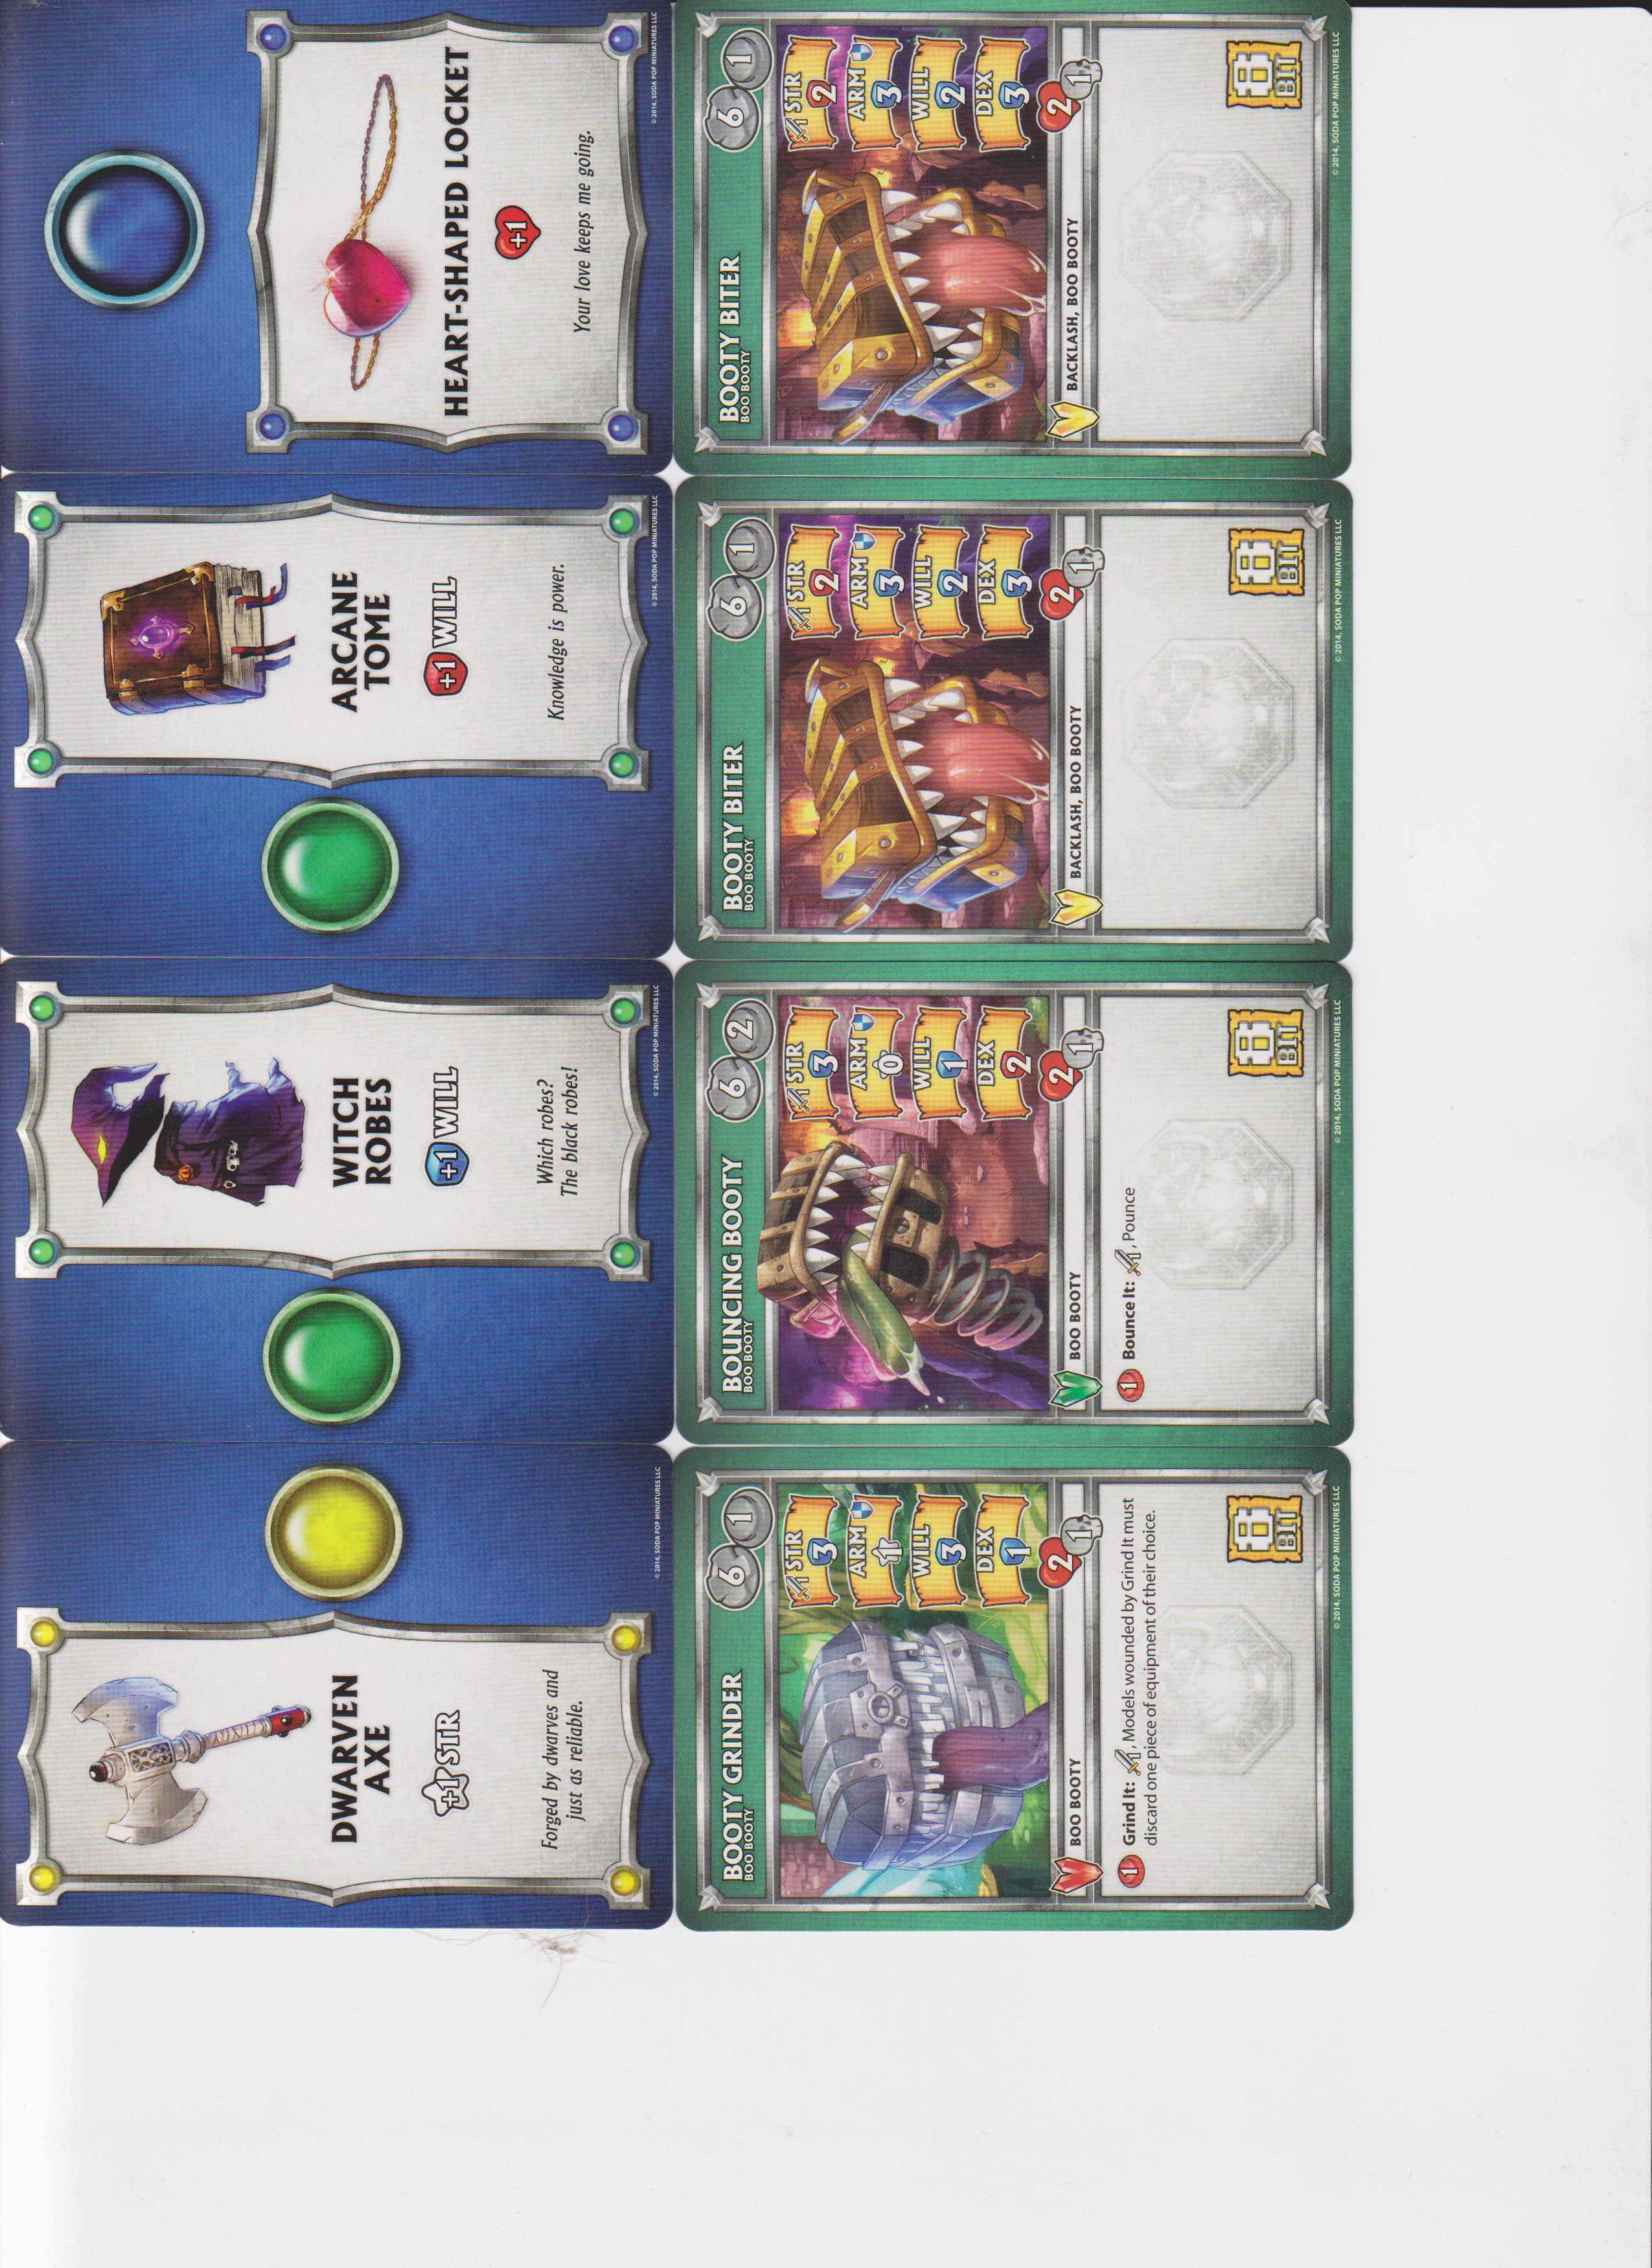 DWARVEN
AXE
+1 STR
Forged by dwarves and
just as reliable.
© 2014, SODA POP MINIATURES LLC
WITCH
ROBES
+1 WILL
Which robes?
The black robes!
© 2014, SODA POP MINIATURES LLC
ARCANE
TOME
+1 WILL
Knowledge is power.
© 2014, SODA POP MINIATURES LLC
HEART-SHAPED LOCKET
+1
Your love keeps me going.
© 2014, SODA POP MINIATURES LLC
BOOTY GRINDER
BOO BOOTY
6 1
STR
3
ARM
1
WILL
3
DEX
1
2 1
BOO BOOTY
1 Grind It: , Models wounded by Grind It must
discard one piece of equipment of their choice.
8
BIT
© 2014, SODA POP MINIATURES LLC
BOUNCING BOOTY
BOO BOOTY
6 2
STR
3
ARM
0
WILL
1
DEX
2
2 1
BOO BOOTY
1 Bounce It: , Pounce
8
BIT
© 2014, SODA POP MINIATURES LLC
BOOTY BITER
BOO BOOTY
6 1
STR
2
ARM
3
WILL
2
DEX
3
2 1
BACKLASH, BOO BOOTY
8
BIT
© 2014, SODA POP MINIATURES LLC
BOOTY BITER
BOO BOOTY
6 1
STR
2
ARM
3
WILL
2
DEX
3
2 1
BACKLASH, BOO BOOTY
8
BIT
© 2014, SODA POP MINIATURES LLC